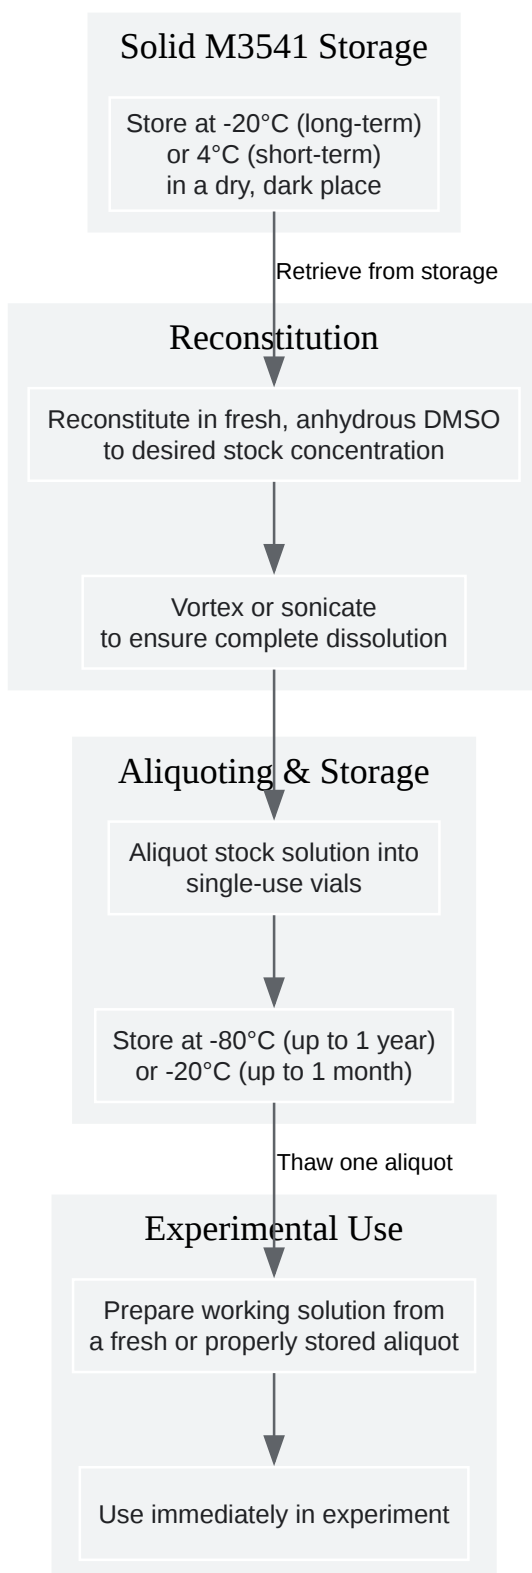 Solid M3541 Storage
Store at -20°C (long-term)
or 4°C (short-term)
in a dry, dark place
Retrieve from storage
Reconstitution
Reconstitute in fresh, anhydrous DMSO
to desired stock concentration
Vortex or sonicate
to ensure complete dissolution
Aliquoting & Storage
Aliquot stock solution into
single-use vials
Store at -80°C (up to 1 year)
or -20°C (up to 1 month)
Thaw one aliquot
Experimental Use
Prepare working solution from
a fresh or properly stored aliquot
Use immediately in experiment